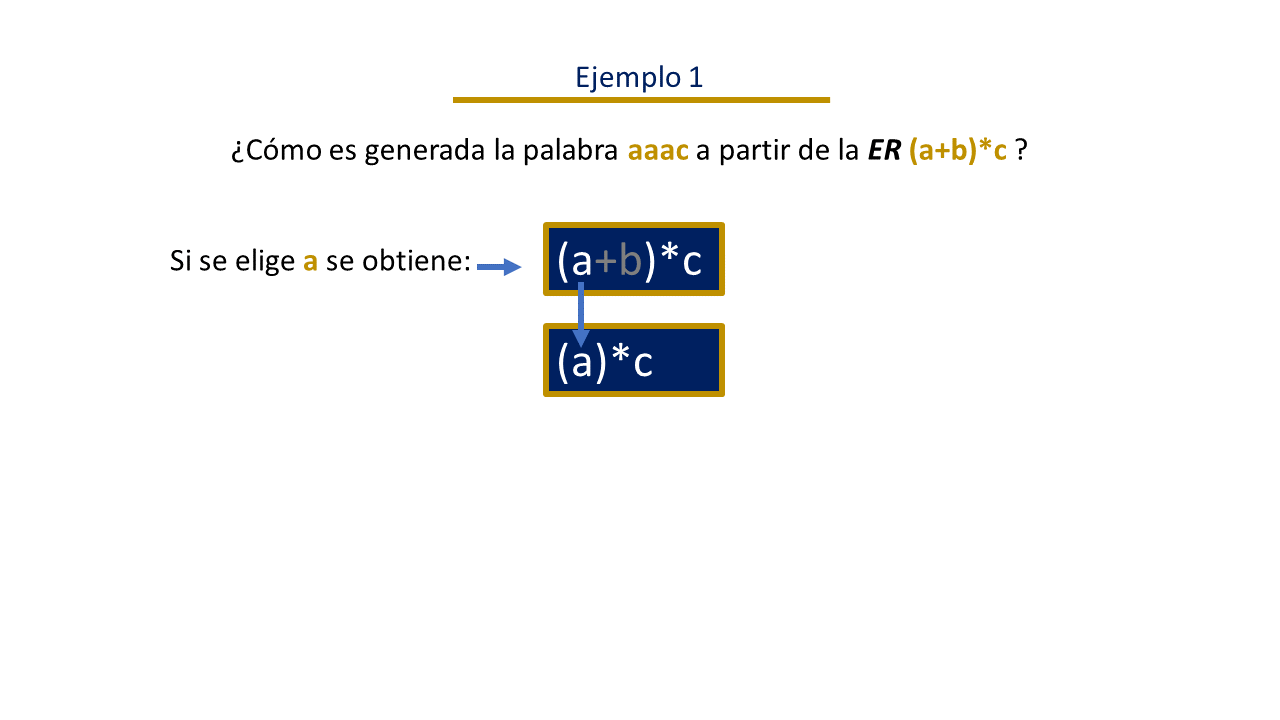 Ejemplo 1
¿Cómo es generada la palabra aaac a partir de la ER (a+b)*c ?
Si se elige a se obtiene:
(a+b)*c
(a)*c